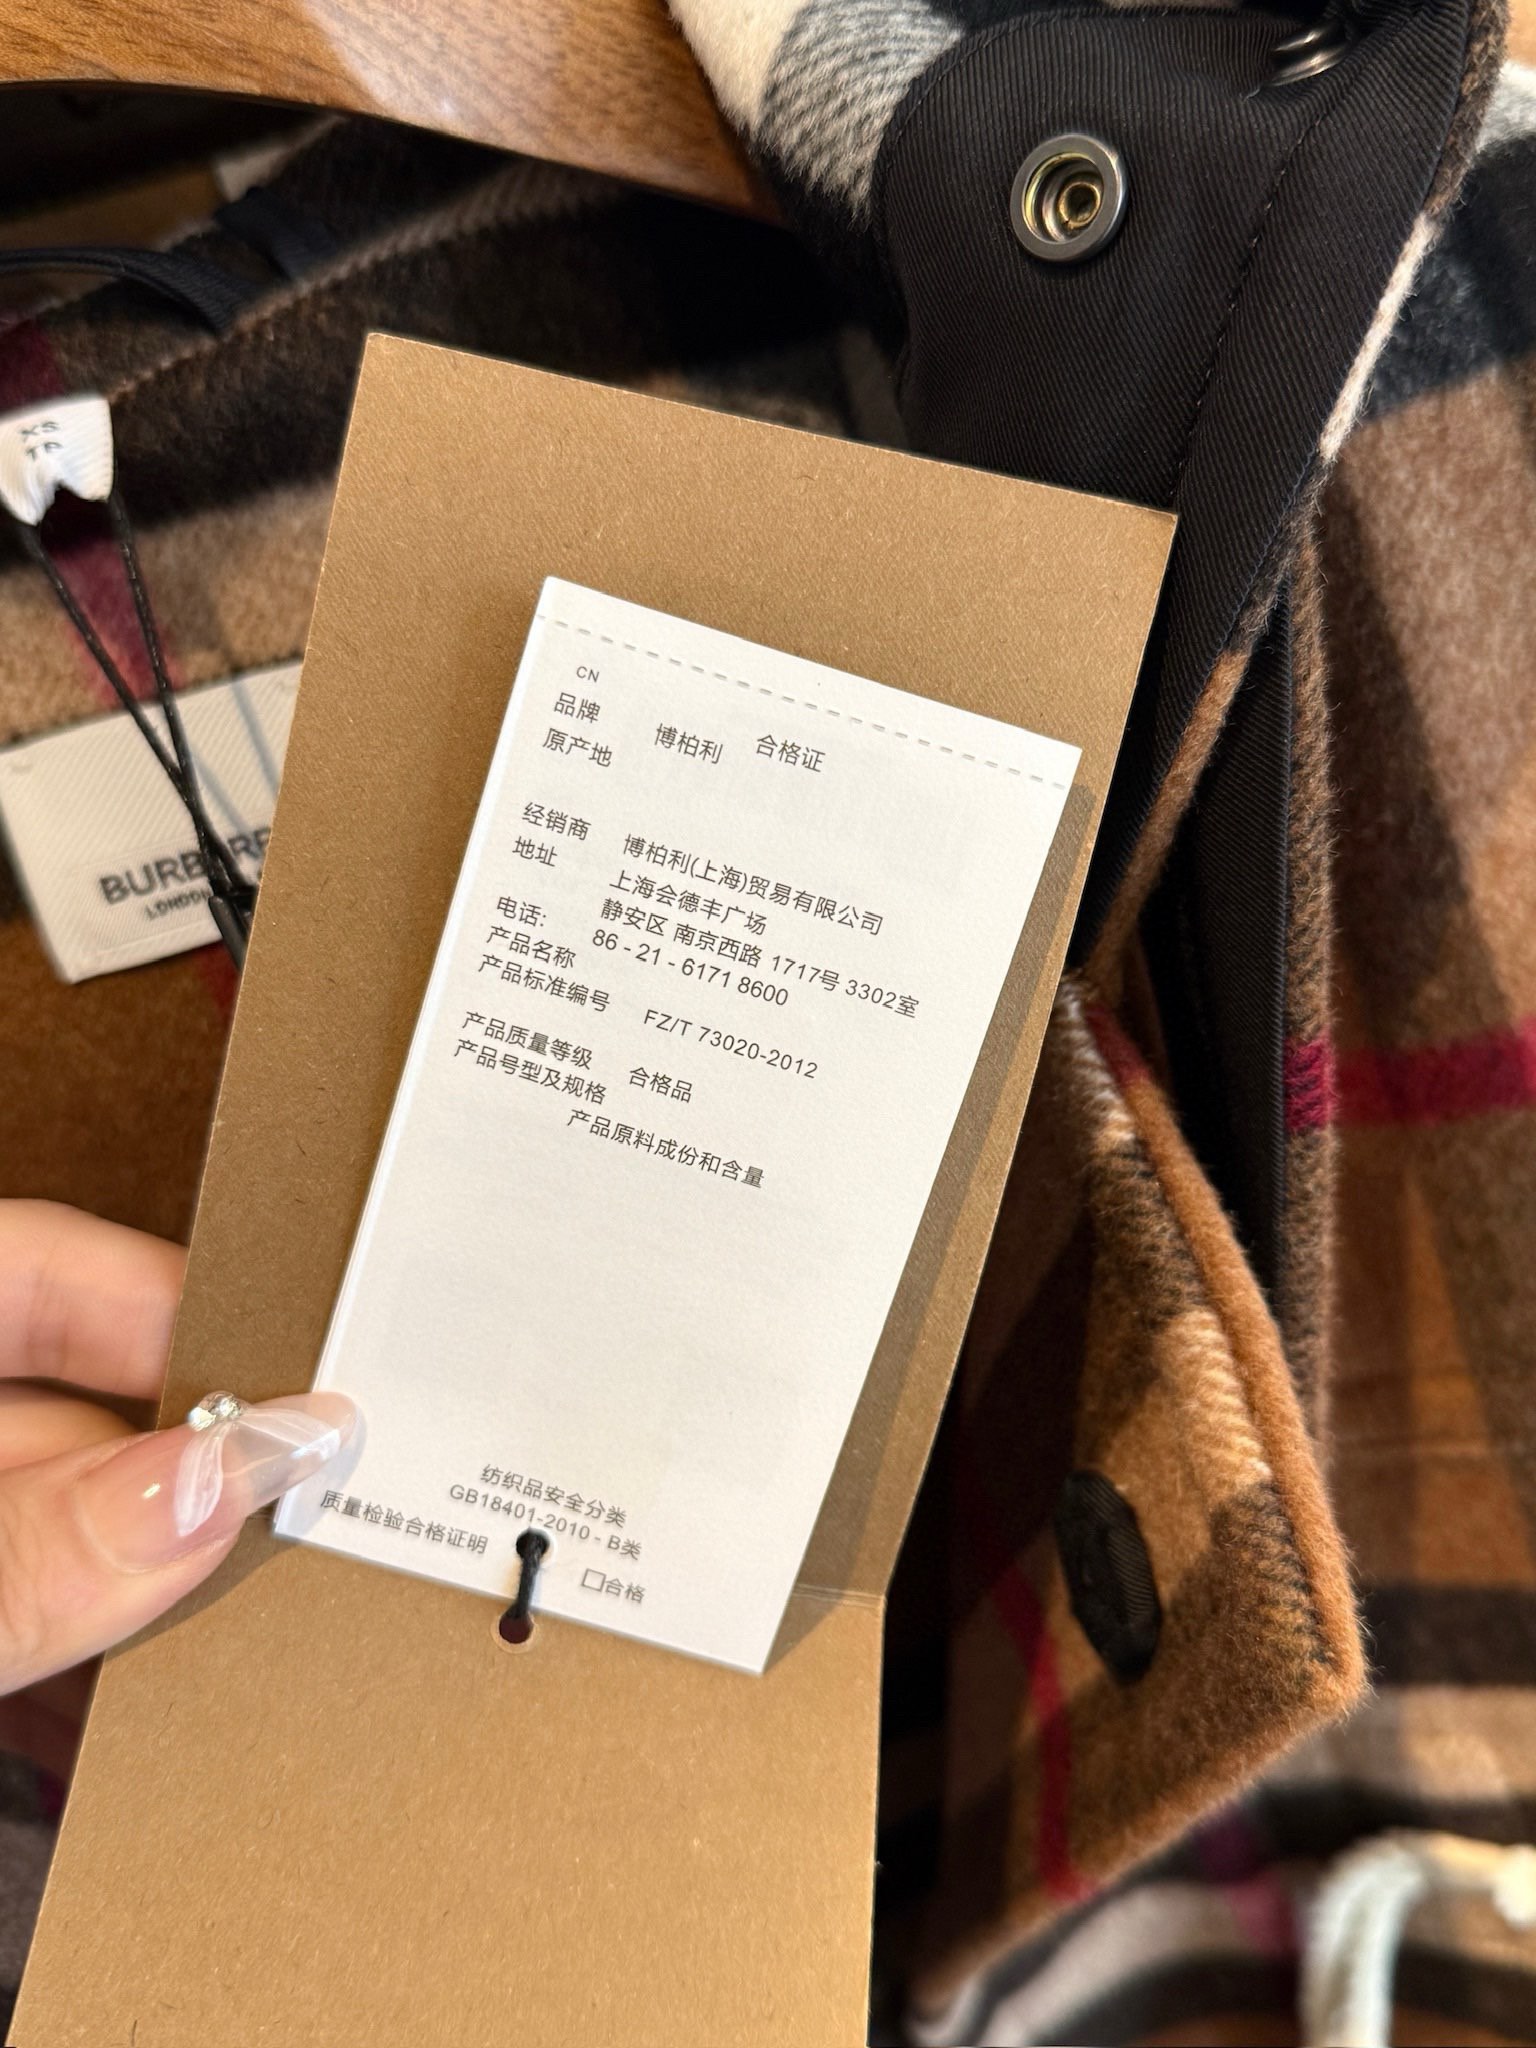 CN
品牌 博柏利 合格证
原产地
经销商 博柏利(上海)贸易有限公司
地址 上海会德丰广场
静安区 南京西路 1717号 3302室
电话: 86 - 21 - 6171 8600
产品名称
产品标准编号 FZ/T 73020-2012
产品质量等级 合格品
产品号型及规格
产品原料成份和含量
纺织品安全分类
GB18401-2010 - B类
质量检验合格证明 □合格
XS
BURBERR
LONDON